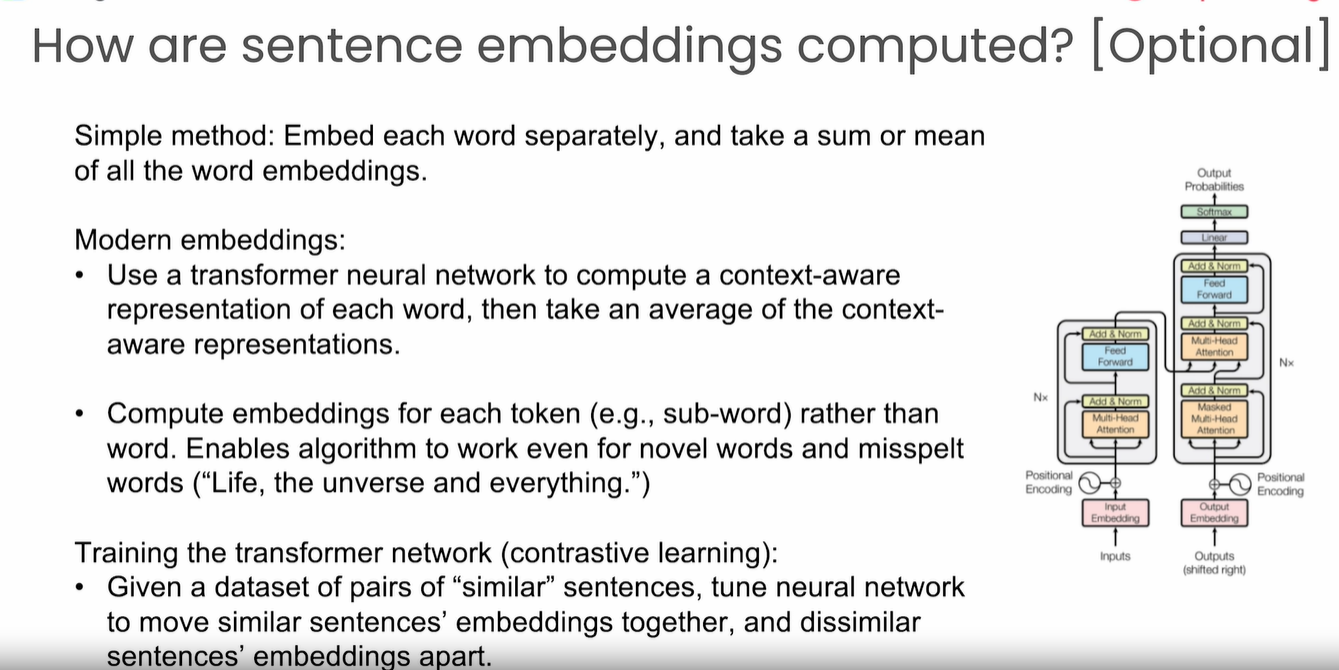 How are sentence embeddings computed? [Optional]
Simple method: Embed each word separately, and take a sum or mean
of all the word embeddings.
Modern embeddings:
• Use a transformer neural network to compute a context-aware
representation of each word, then take an average of the context-
aware representations.
• Compute embeddings for each token (e.g., sub-word) rather than
word. Enables algorithm to work even for novel words and misspelt
words (“Life, the unverse and everything.”)
Training the transformer network (contrastive learning):
• Given a dataset of pairs of “similar” sentences, tune neural network
to move similar sentences’ embeddings together, and dissimilar
sentences’ embeddings apart.
Output
Probabilities
Softmax
Linear
Add & Norm
Feed
Forward
Add & Norm
Multi-Head
Attention
Nx
Add & Norm
Masked
Multi-Head
Attention
Positional
Encoding
Output
Embedding
Outputs
(shifted right)
Add & Norm
Feed
Forward
Nx
Add & Norm
Multi-Head
Attention
Positional
Encoding
Input
Embedding
Inputs